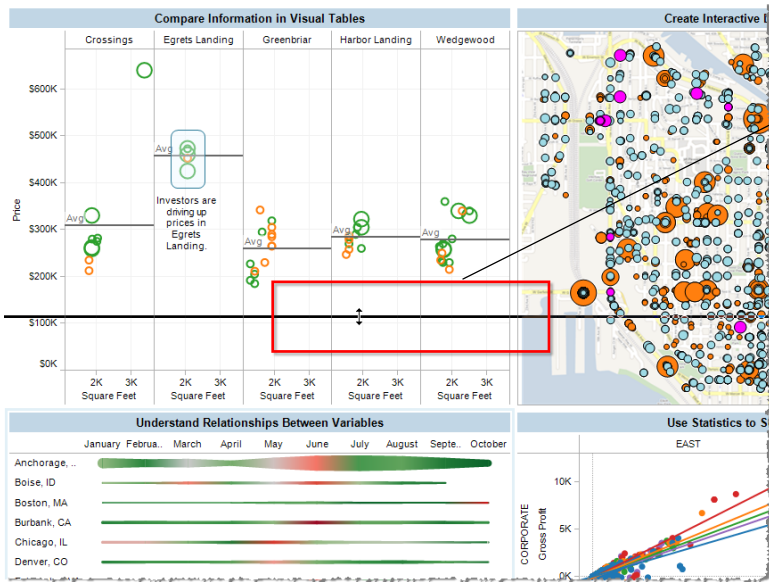 Compare Information in Visual Tables
Create Interactive
Crossings Egrets Landing Greenbriar Harbor Landing Wedgewood
$600K
$500K
$400K
$300K
$200K
$100K
$0K
Price
Avg
Avg
Avg
Avg
Avg
Investors are
driving up
prices in
Egrets
Landing.
2K 3K 2K 3K 2K 3K 2K 3K 2K 3K
Square Feet Square Feet Square Feet Square Feet Square Feet
Understand Relationships Between Variables
January Februa.. March April May June July August Septe.. October
Anchorage, ..
Boise, ID
Boston, MA
Burbank, CA
Chicago, IL
Denver, CO
Use Statistics to
EAST
CORPORATE
Gross Profit
10K
5K
0K